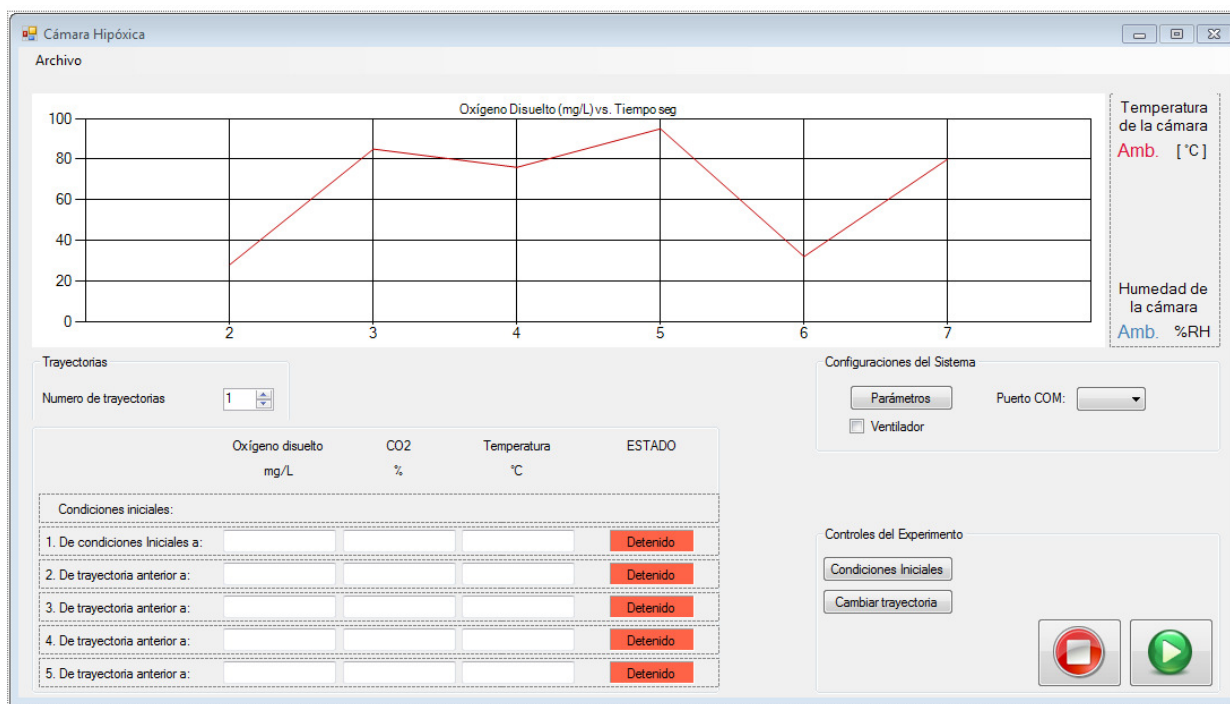 Cámara Hipóxica
Archivo
Oxígeno Disuelto (mg/L) vs. Tiempo seg
100
80
60
40
20
0
2 3 4 5 6 7
Temperatura
de la cámara
Amb. [°C]
Humedad de
la cámara
Amb. %RH
Trayectorias
Numero de trayectorias 1
Configuraciones del Sistema
Parámetros Puerto COM:
Ventilador
Oxígeno disuelto CO2 Temperatura ESTADO
mg/L % °C
Condiciones iniciales:
1. De condiciones Iniciales a: Detenido
2. De trayectoria anterior a: Detenido
3. De trayectoria anterior a: Detenido
4. De trayectoria anterior a: Detenido
5. De trayectoria anterior a: Detenido
Controles del Experimento
Condiciones Iniciales
Cambiar trayectoria